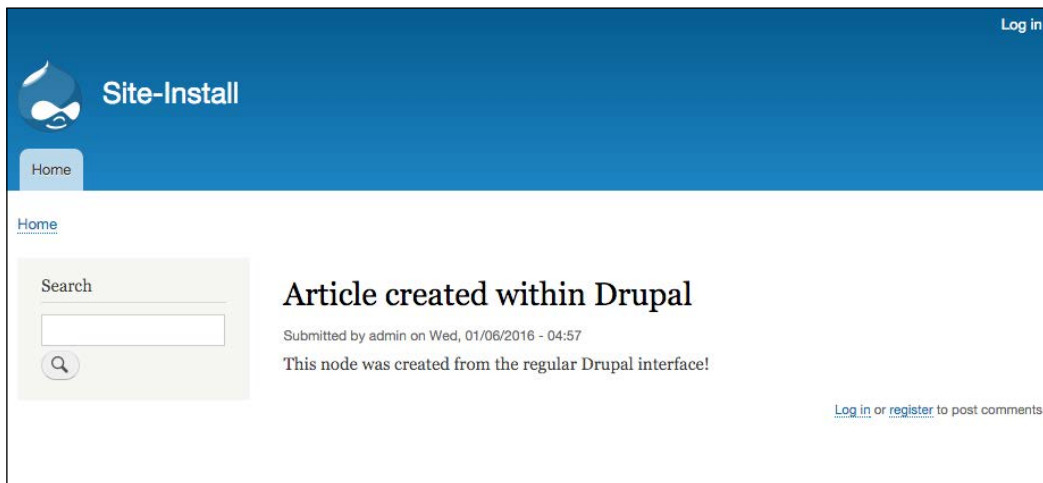 Log in
Site-Install
Home
Home
Search
Article created within Drupal
Submitted by admin on Wed, 01/06/2016 - 04:57
This node was created from the regular Drupal interface!
Log in or register to post comments